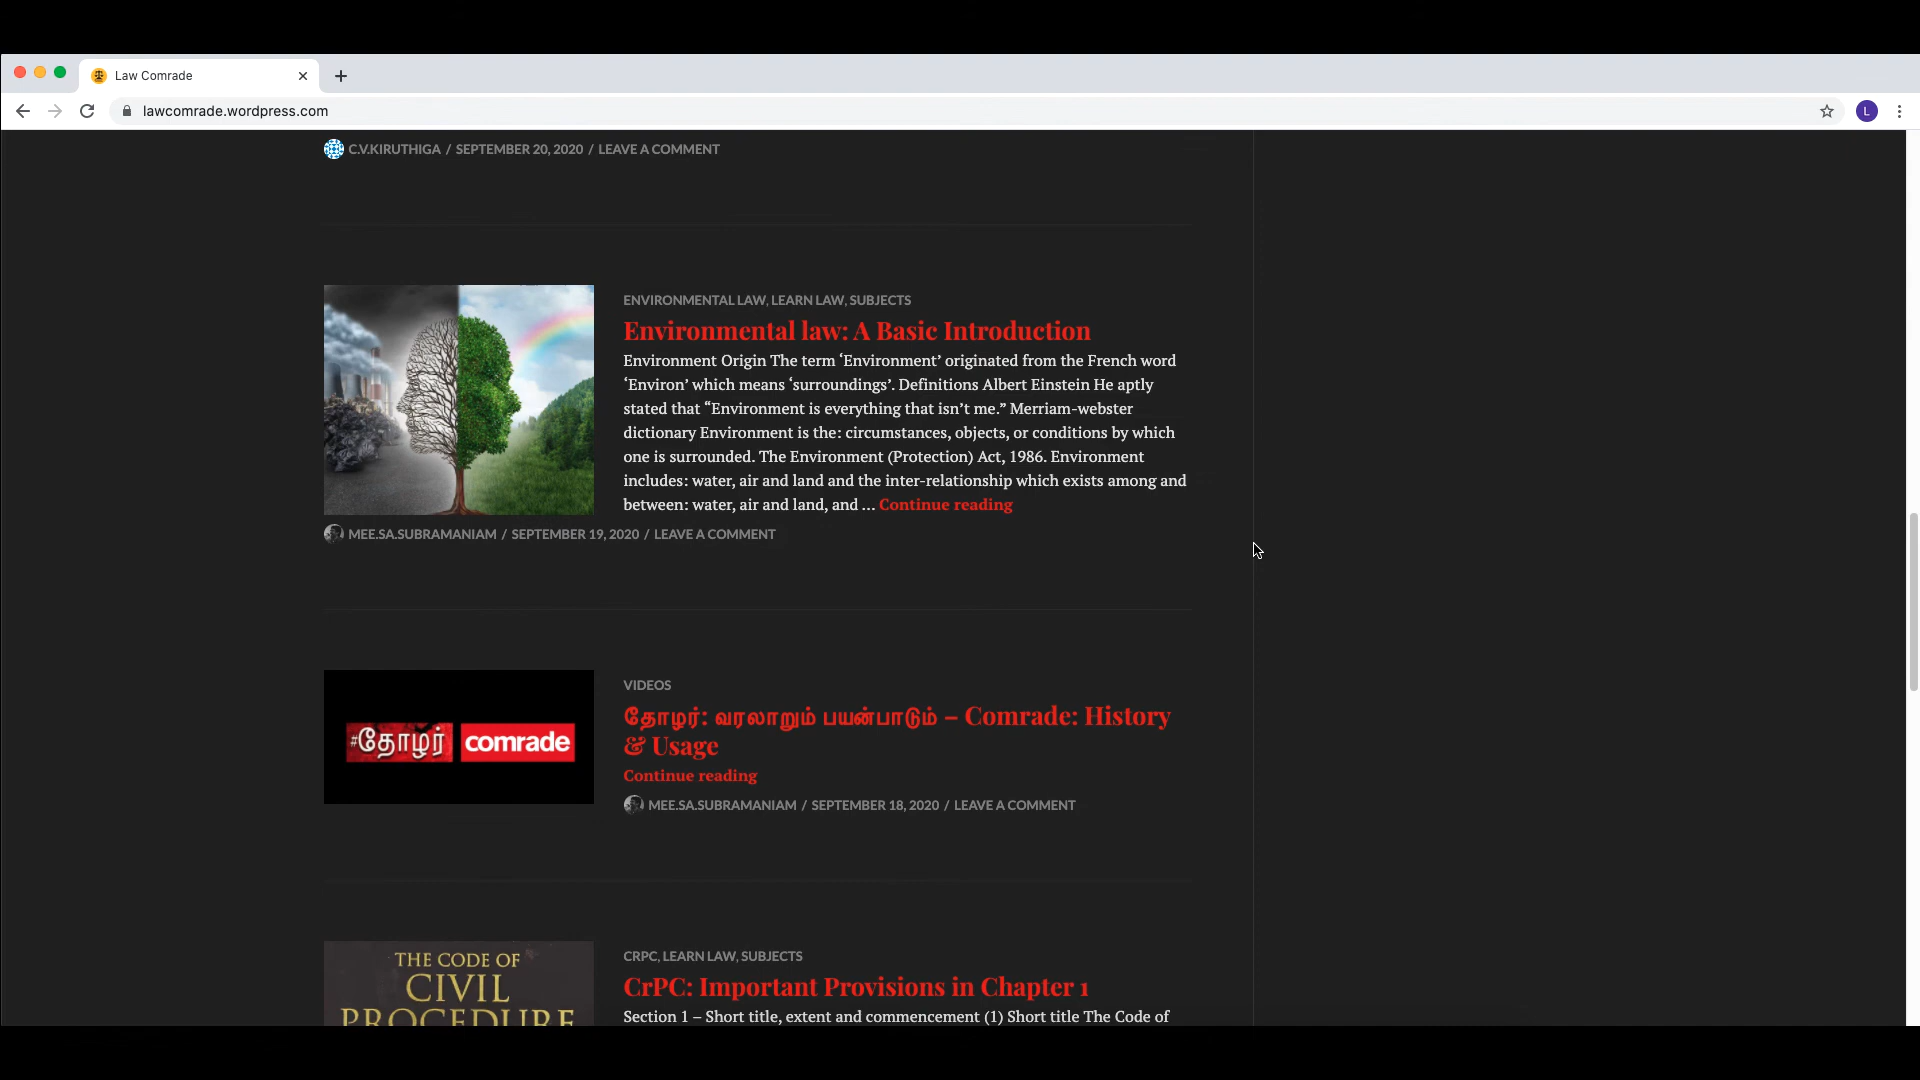 Law Comrade
lawcomrade.wordpress.com
L
C.V.KIRUTHIGA / SEPTEMBER 20, 2020 / LEAVE A COMMENT
ENVIRONMENTAL LAW, LEARN LAW, SUBJECTS
Environmental law: A Basic Introduction
Environment Origin The term ‘Environment’ originated from the French word
‘Environ’ which means ‘surroundings’. Definitions Albert Einstein He aptly
stated that “Environment is everything that isn’t me.” Merriam-webster
dictionary Environment is the: circumstances, objects, or conditions by which
one is surrounded. The Environment (Protection) Act, 1986. Environment
includes: water, air and land and the inter-relationship which exists among and
between: water, air and land, and … Continue reading
MEE.SA.SUBRAMANIAM / SEPTEMBER 19, 2020 / LEAVE A COMMENT
#தோழர் comrade
VIDEOS
தோழர்: வரலாறும் பயன்பாடும் – Comrade: History
& Usage
Continue reading
MEE.SA.SUBRAMANIAM / SEPTEMBER 18, 2020 / LEAVE A COMMENT
THE CODE OF
CIVIL
PROCEDURE
CRPC, LEARN LAW, SUBJECTS
CrPC: Important Provisions in Chapter 1
Section 1 – Short title, extent and commencement (1) Short title The Code of